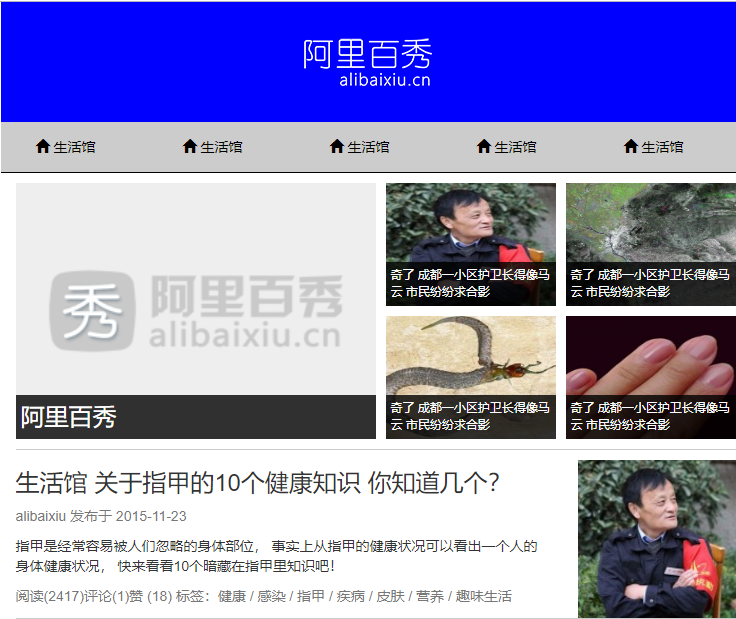 阿里百秀
alibaixiu.cn
生活馆 生活馆 生活馆 生活馆 生活馆
秀 阿里百秀
alibaixiu.cn
阿里百秀
奇了 成都一小区护卫长得像马
云 市民纷纷求合影
奇了 成都一小区护卫长得像马
云 市民纷纷求合影
奇了 成都一小区护卫长得像马
云 市民纷纷求合影
奇了 成都一小区护卫长得像马
云 市民纷纷求合影
生活馆 关于指甲的10个健康知识 你知道几个?
alibaixiu 发布于 2015-11-23
指甲是经常容易被人们忽略的身体部位， 事实上从指甲的健康状况可以看出一个人的
身体健康状况， 快来看看10个暗藏在指甲里知识吧!
阅读(2417)评论(1)赞 (18) 标签：健康 / 感染 / 指甲 / 疾病 / 皮肤 / 营养 / 趣味生活